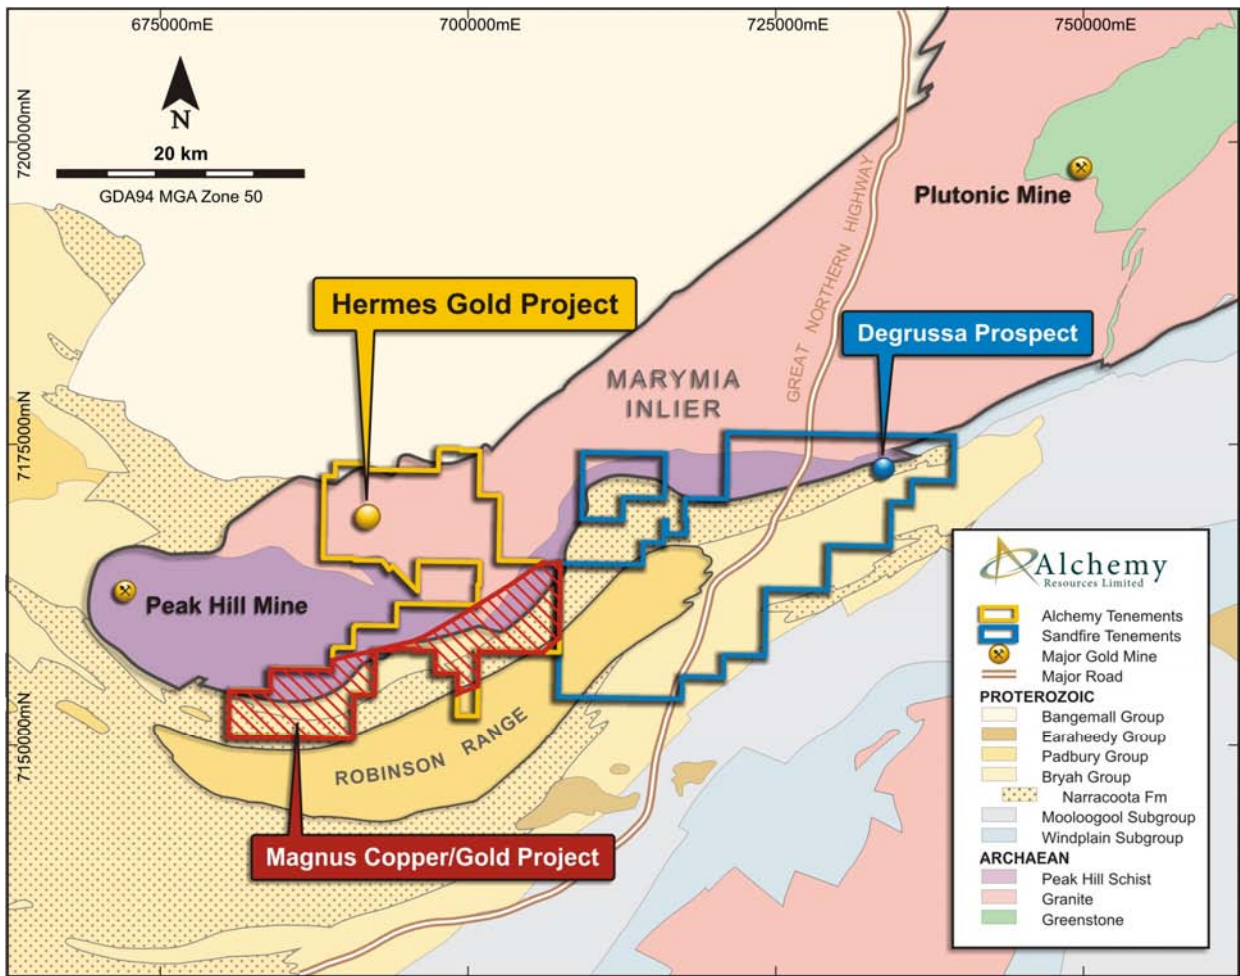 675000mE
700000mE
725000mE
750000mE
7200000mN
7175000mN
7150000mN
N
20 km
GDA94 MGA Zone 50
Plutonic Mine
GREAT NORTHERN HIGHWAY
Hermes Gold Project
Degrussa Prospect
MARYMIA
INLIER
Peak Hill Mine
ROBINSON RANGE
Magnus Copper/Gold Project
Alchemy
Resources Limited
Alchemy Tenements
Sandfire Tenements
Major Gold Mine
Major Road
PROTEROZOIC
Bangemall Group
Earaheedy Group
Padbury Group
Bryah Group
Narracoota Fm
Mooloogool Subgroup
Windplain Subgroup
ARCHAEAN
Peak Hill Schist
Granite
Greenstone